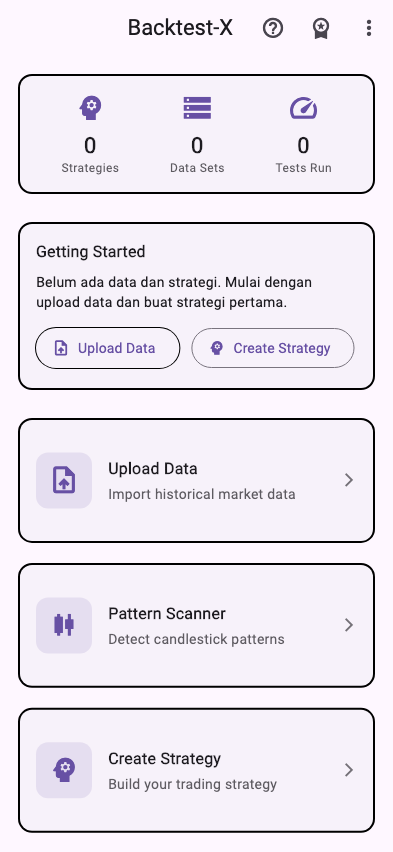 Backtest-X
0
0
0
Strategies
Data Sets
Tests Run
Getting Started
Belum ada data dan strategi. Mulai dengan
upload data dan buat strategi pertama.
Upload Data
Create Strategy
Upload Data
Import historical market data
Pattern Scanner
Detect candlestick patterns
Create Strategy
Build your trading strategy